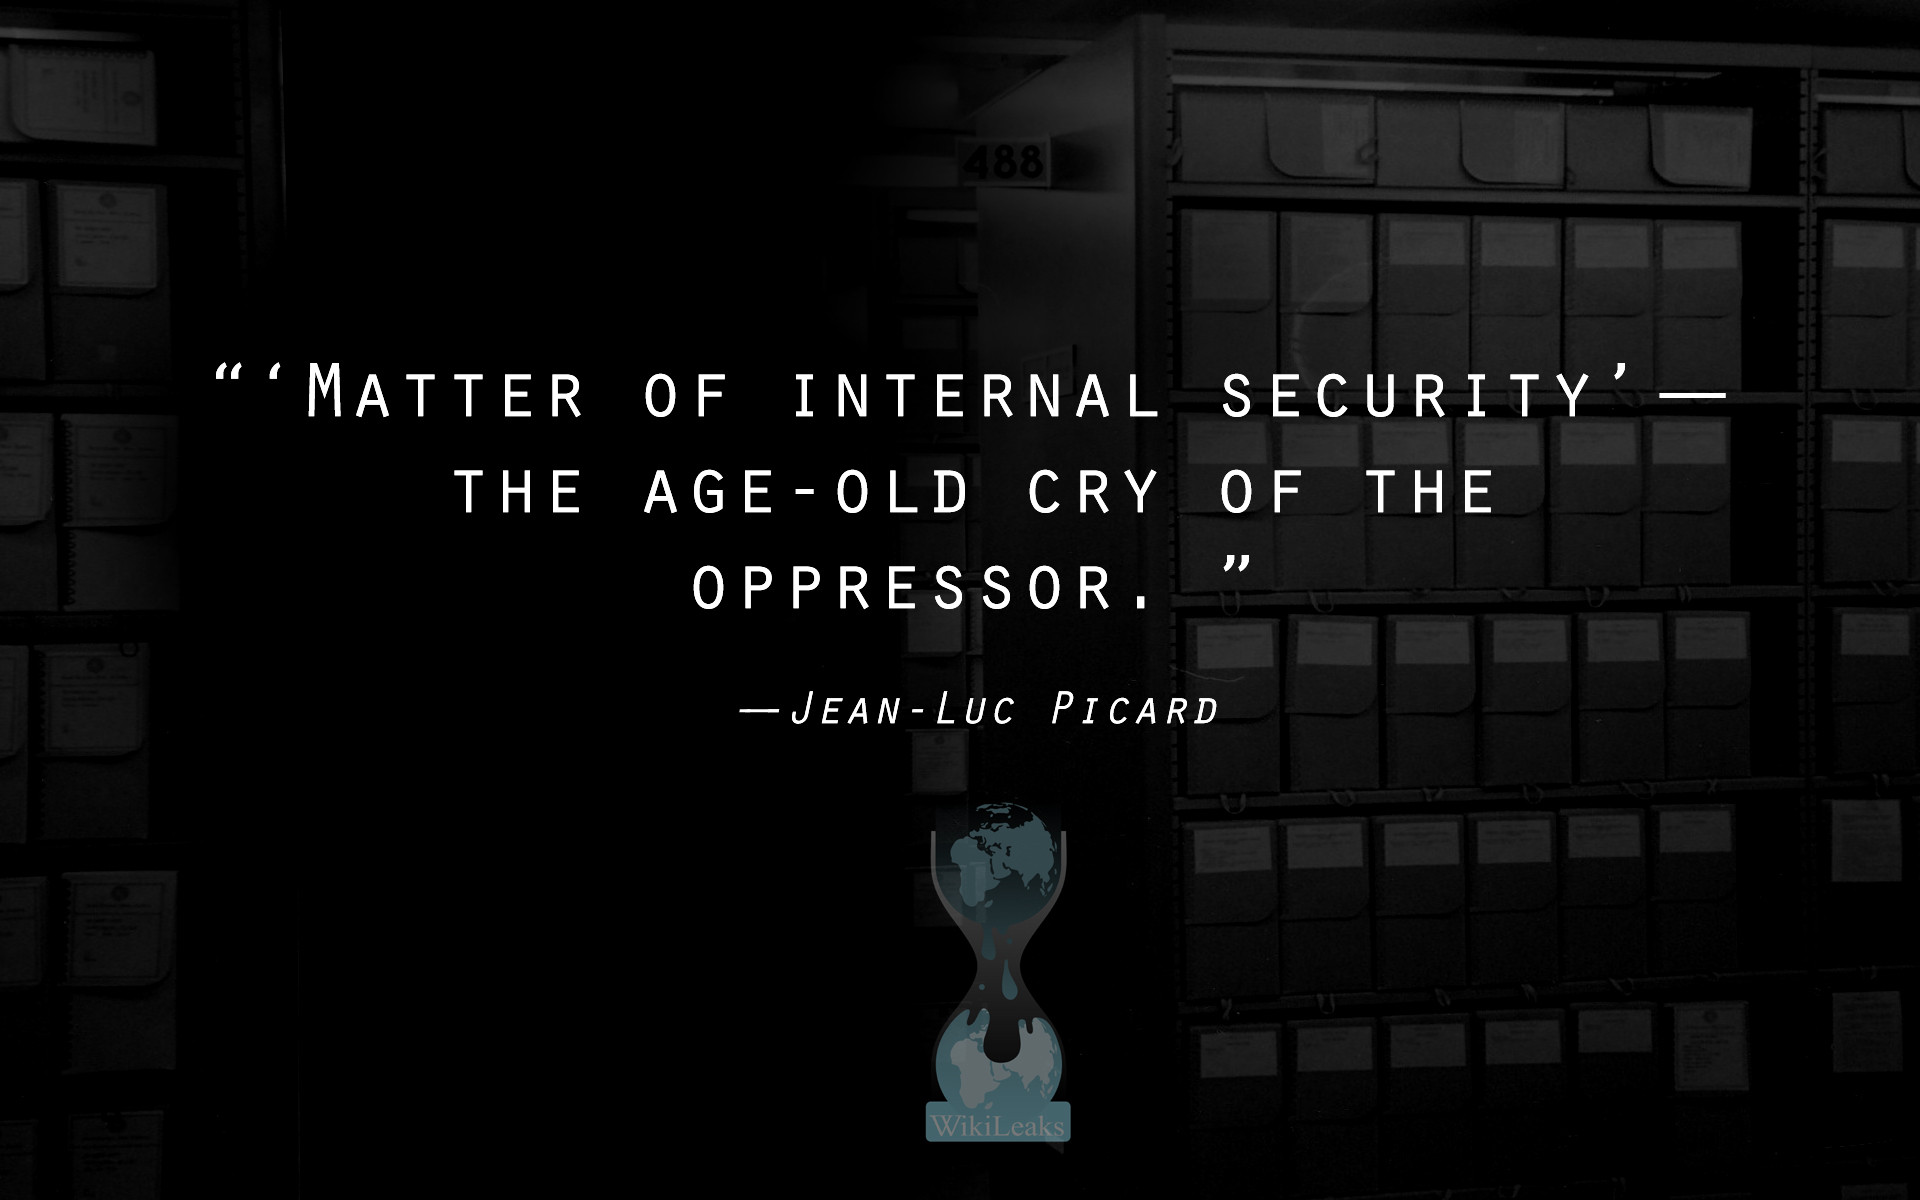 488
“‘Matter of internal security’—
the age-old cry of the
oppressor. ”
—Jean-Luc Picard
WikiLeaks